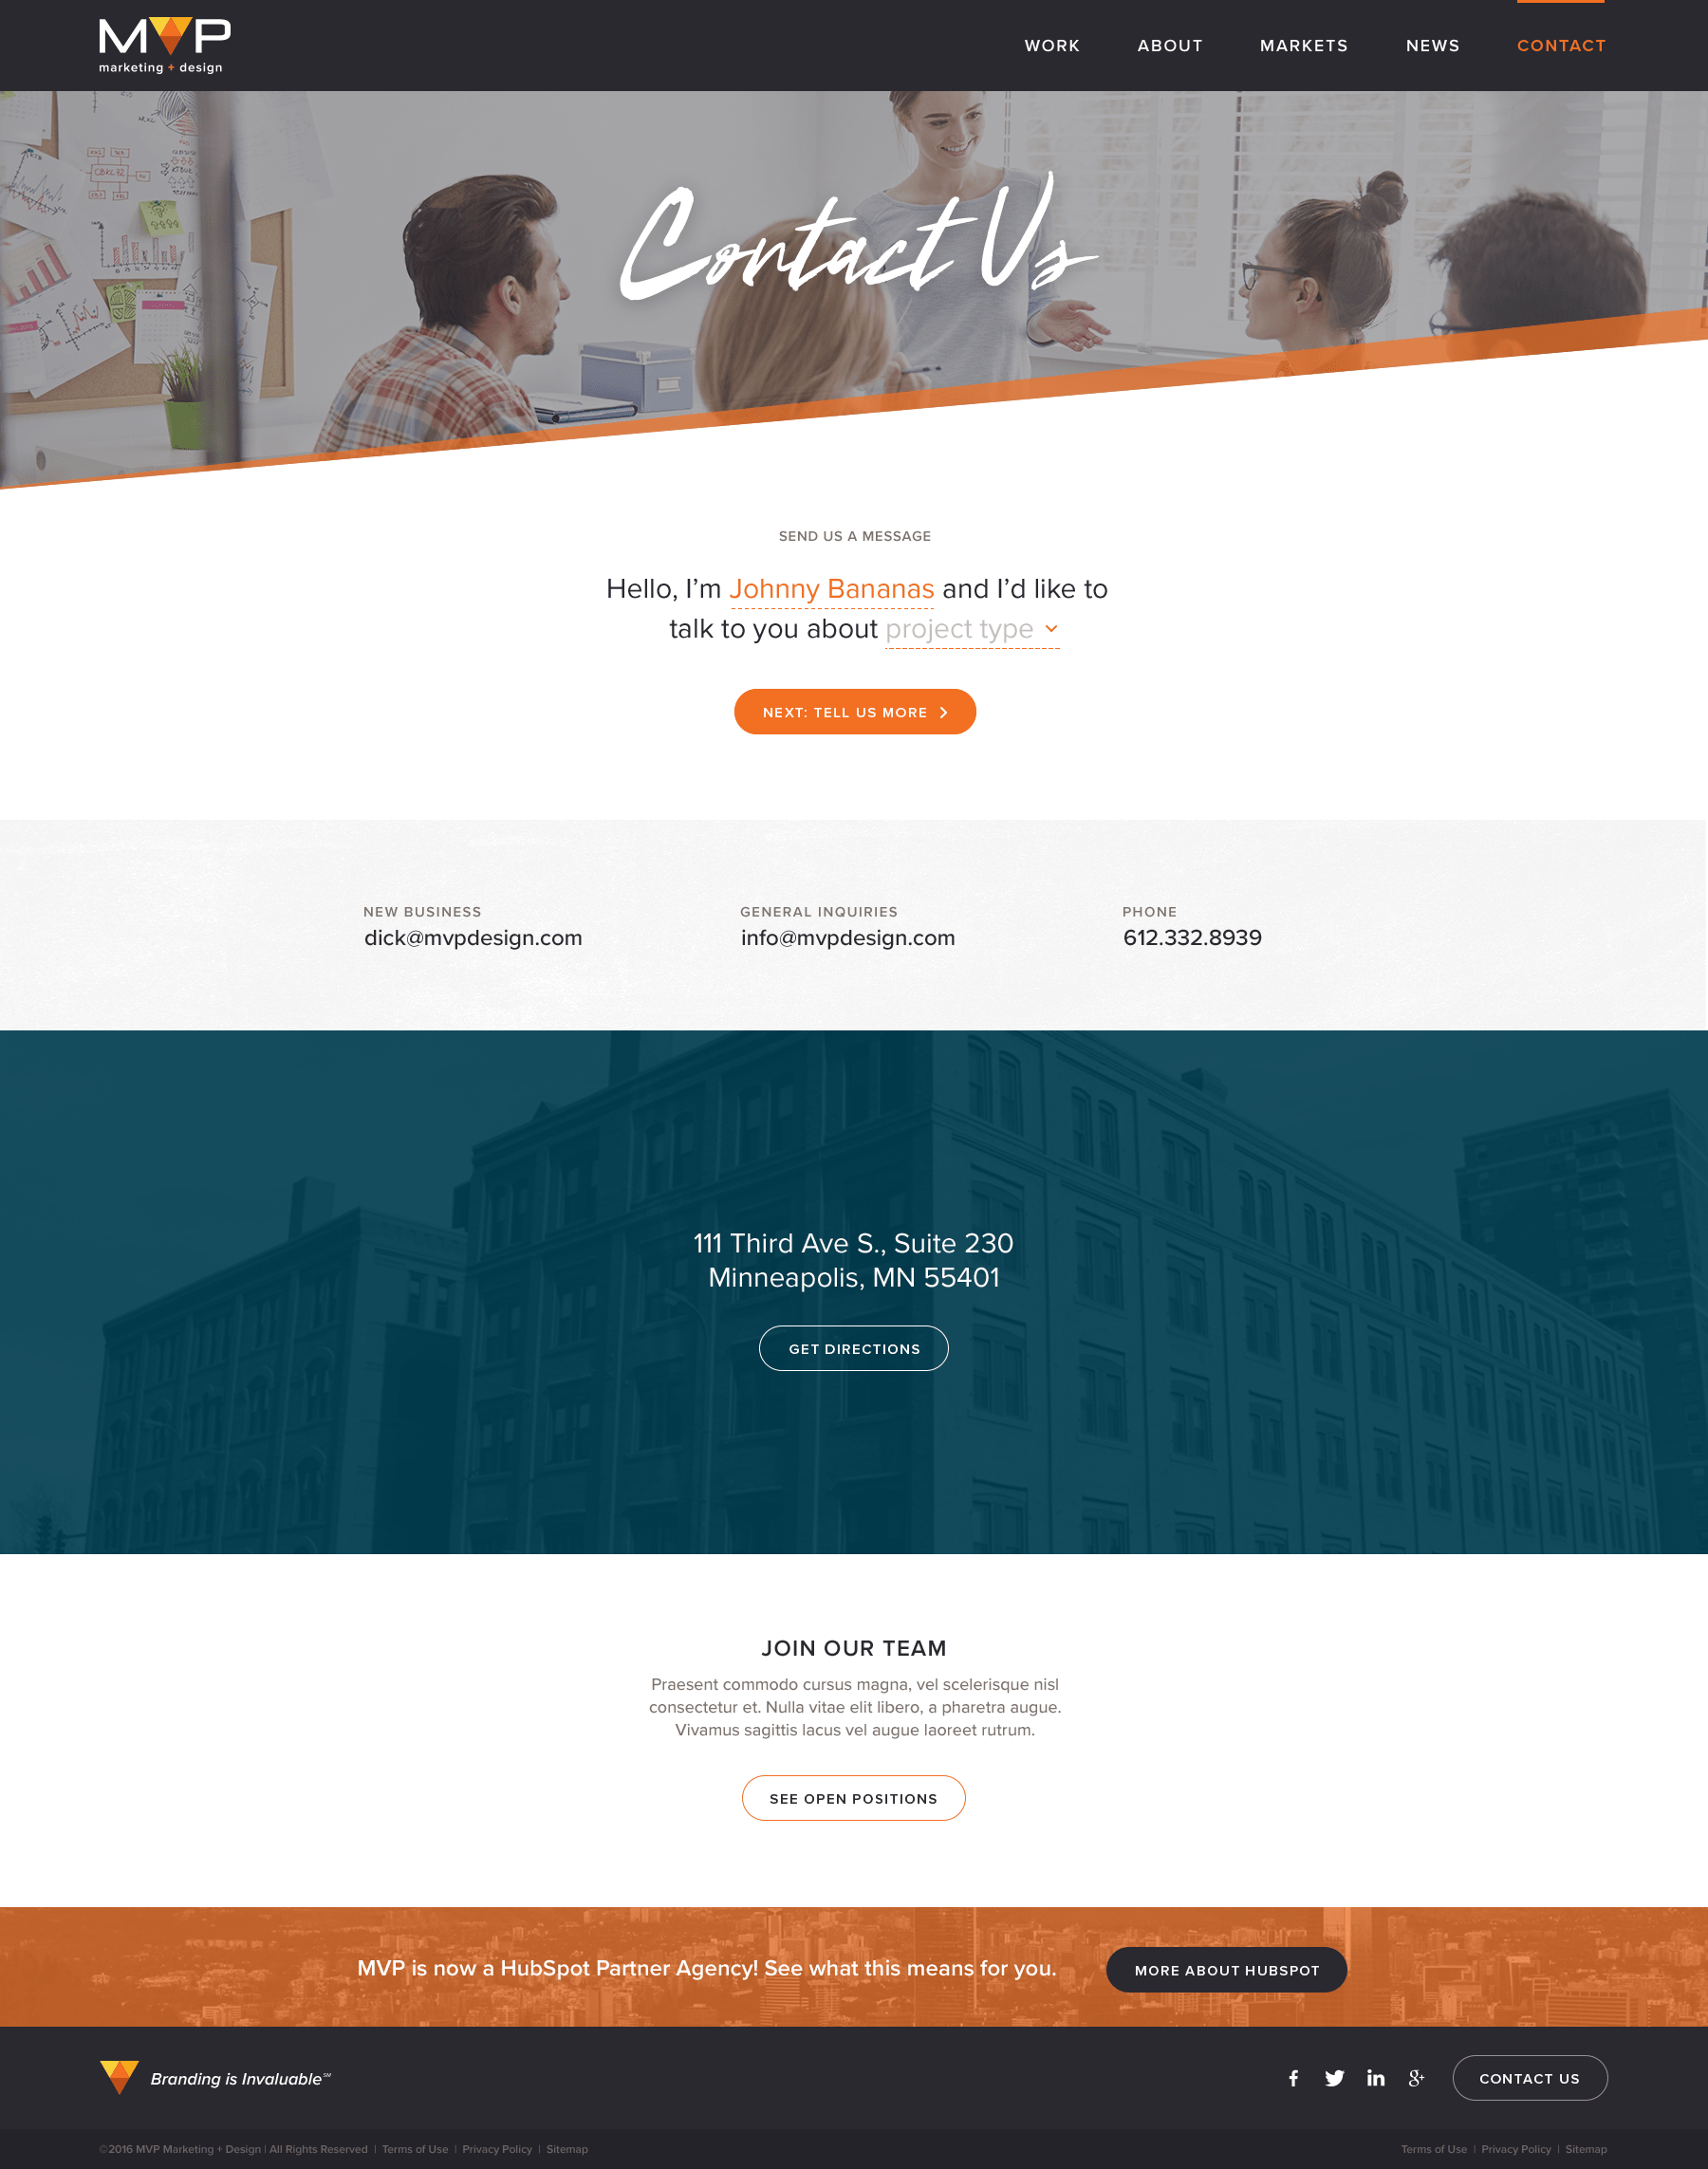 MVP
marketing + design
WORK ABOUT MARKETS NEWS CONTACT
CBKC32
Contact Us
SEND US A MESSAGE
Hello, I’m Johnny Bananas and I’d like to
talk to you about project type
NEXT: TELL US MORE
NEW BUSINESS
dick@mvpdesign.com
GENERAL INQUIRIES
info@mvpdesign.com
PHONE
612.332.8939
111 Third Ave S., Suite 230
Minneapolis, MN 55401
GET DIRECTIONS
JOIN OUR TEAM
Praesent commodo cursus magna, vel scelerisque nisl
consectetur et. Nulla vitae elit libero, a pharetra augue.
Vivamus sagittis lacus vel augue laoreet rutrum.
SEE OPEN POSITIONS
MVP is now a HubSpot Partner Agency! See what this means for you.
MORE ABOUT HUBSPOT
Branding is Invaluable℠
CONTACT US
©2016 MVP Marketing + Design | All Rights Reserved | Terms of Use | Privacy Policy | Sitemap
Terms of Use | Privacy Policy | Sitemap